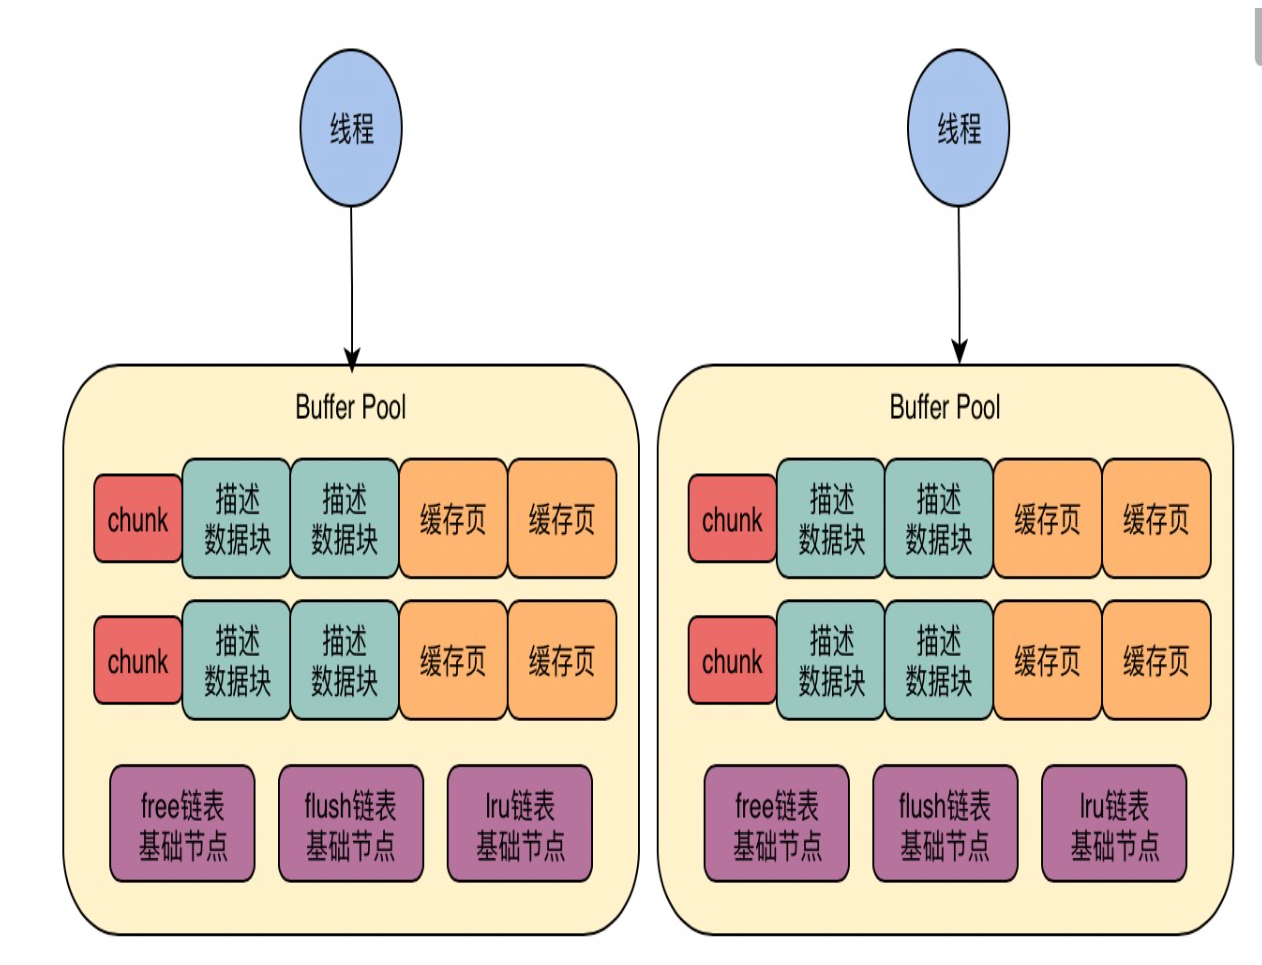 线程
线程
Buffer Pool
chunk
描述
数据块
描述
数据块
缓存页
缓存页
chunk
描述
数据块
描述
数据块
缓存页
缓存页
free链表
基础节点
flush链表
基础节点
lru链表
基础节点
Buffer Pool
chunk
描述
数据块
描述
数据块
缓存页
缓存页
chunk
描述
数据块
描述
数据块
缓存页
缓存页
free链表
基础节点
flush链表
基础节点
lru链表
基础节点